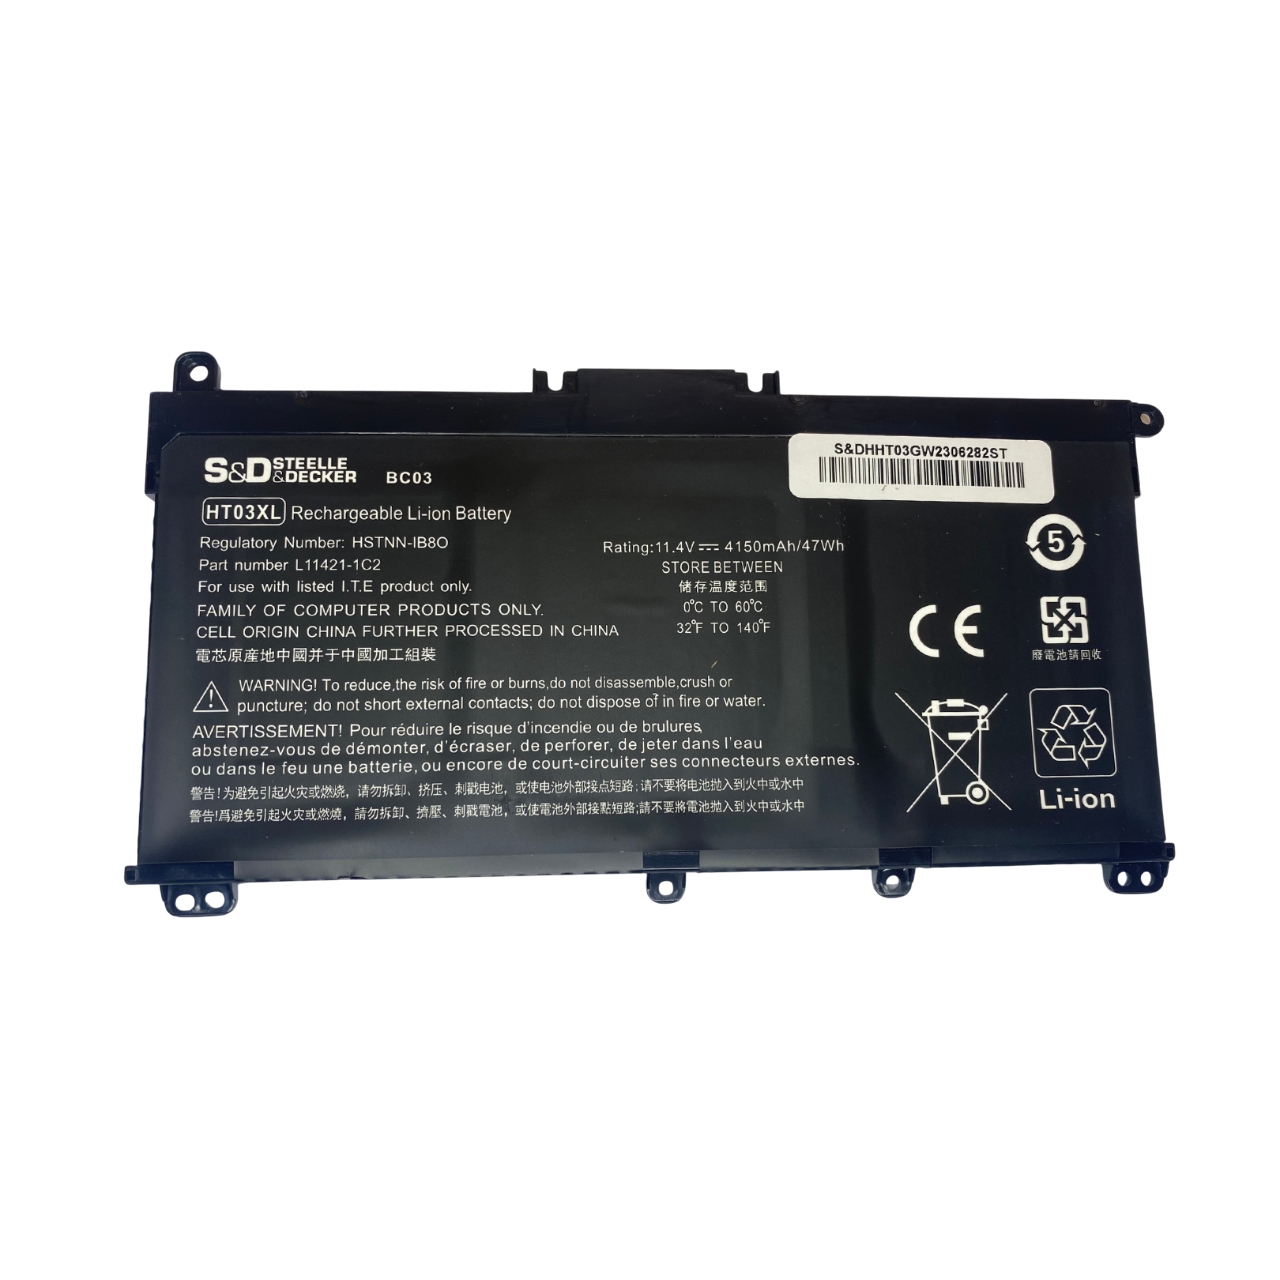 S&D STEELLE &DECKER BC03
S&DHHT03GW2306282ST
HT03XL Rechargeable Li-ion Battery
Regulatory Number: HSTNN-IB8O
Part number L11421-1C2
For use with listed I.T.E product only.
FAMILY OF COMPUTER PRODUCTS ONLY.
CELL ORIGIN CHINA FURTHER PROCESSED IN CHINA
電芯原産地中國并于中國加工組裝
Rating:11.4V⎓ 4150mAh/47Wh
STORE BETWEEN
储存温度范围
0°C TO 60°C
32°F TO 140°F
5
CE
廢電池請回收
Li-ion
WARNING! To reduce,the risk of fire or burns,do not disassemble,crush or
puncture; do not short external contacts; do not dispose of in fire or water.
AVERTISSEMENT! Pour réduire le risque d'incendie ou de brulures,
abstenez-vous de démonter, d'écraser, de perforer, de jeter dans l'eau
ou dans le feu une batterie, ou encore de court-circuiter ses connecteurs externes.
警告!为避免引起火灾或燃烧，请勿拆卸、挤压、刺戳电池，或使电池外部接点短路;请不要将电池抛入到火中或水中
警告!爲避免引起火灾或燃燒，請勿拆卸、擠壓、刺戳電池，或使電池外部接點短路;請不要將電池抛入到火中或水中